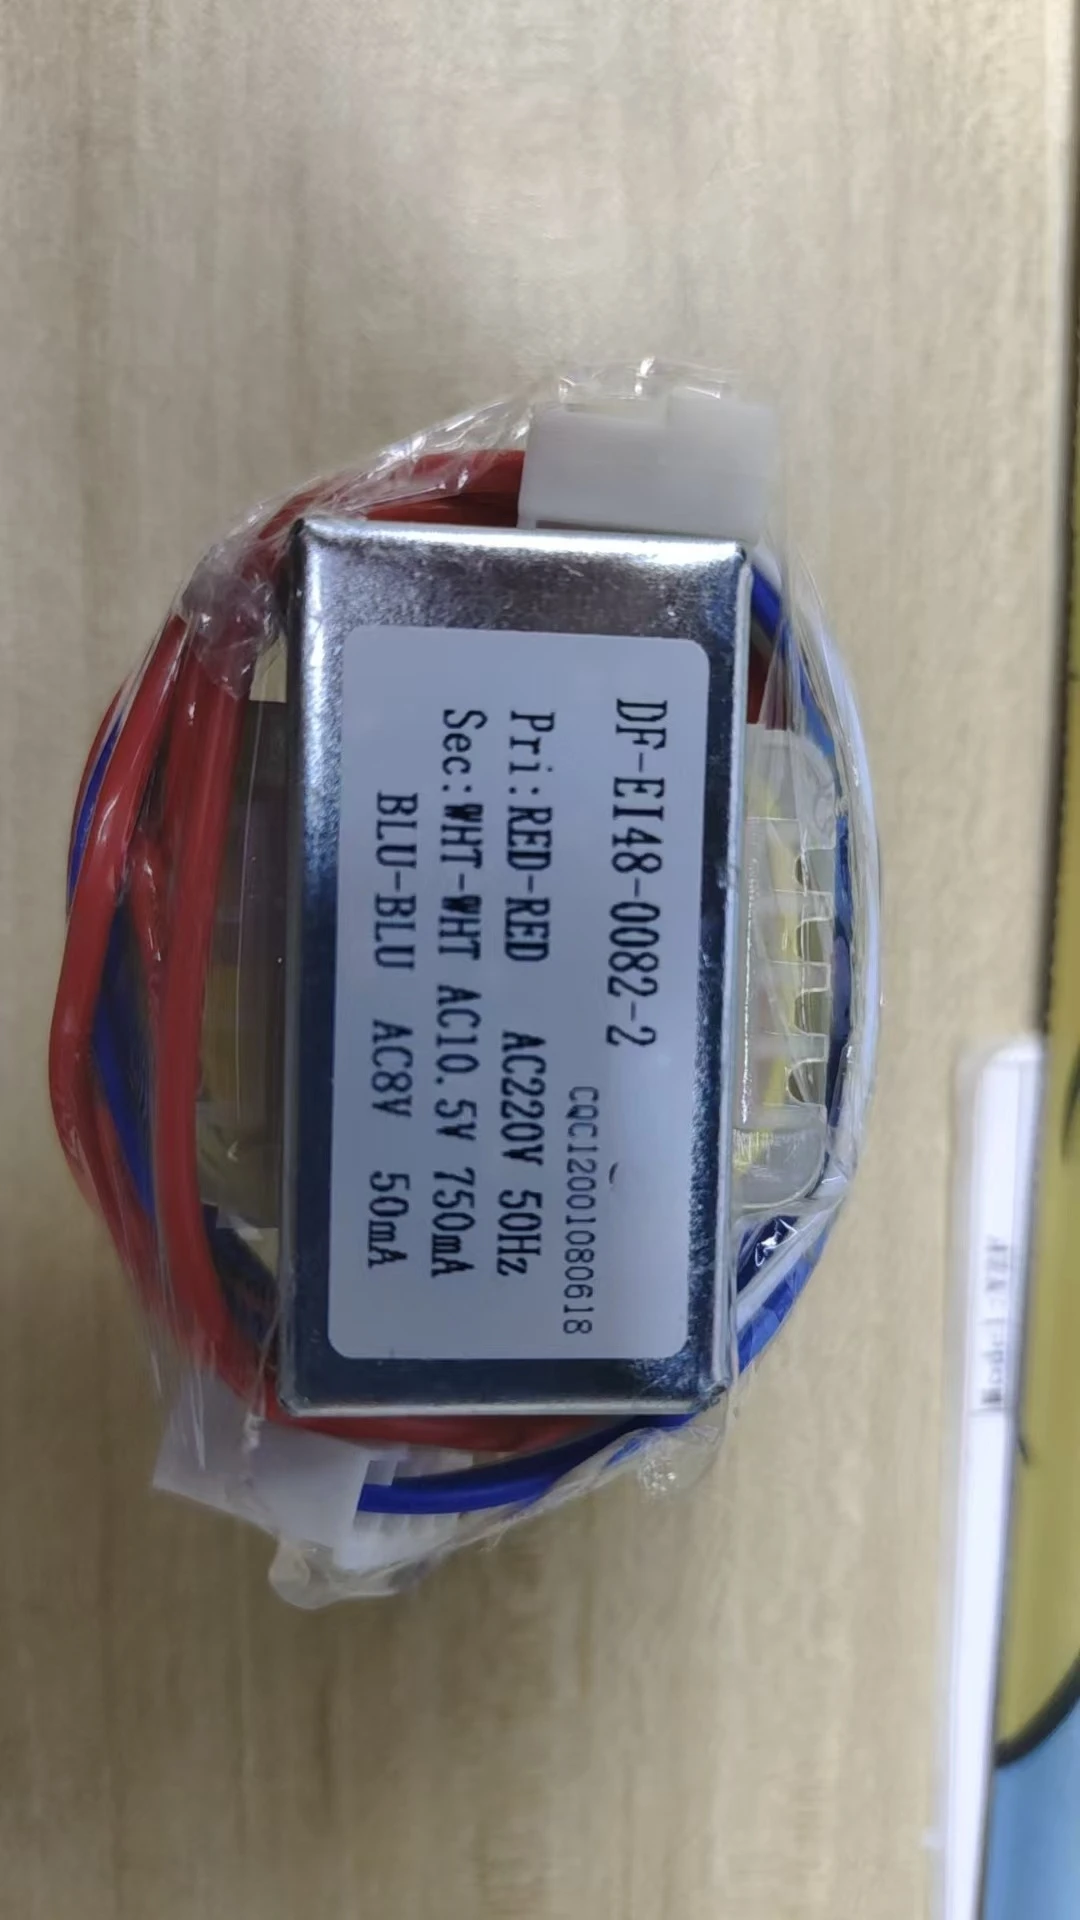 DF-EI48-0082-2
CQC12001080618
Pri:RED-RED AC220V 50Hz
Sec:WHT-WHT AC10.5V 750mA
BLU-BLU AC8V 50mA